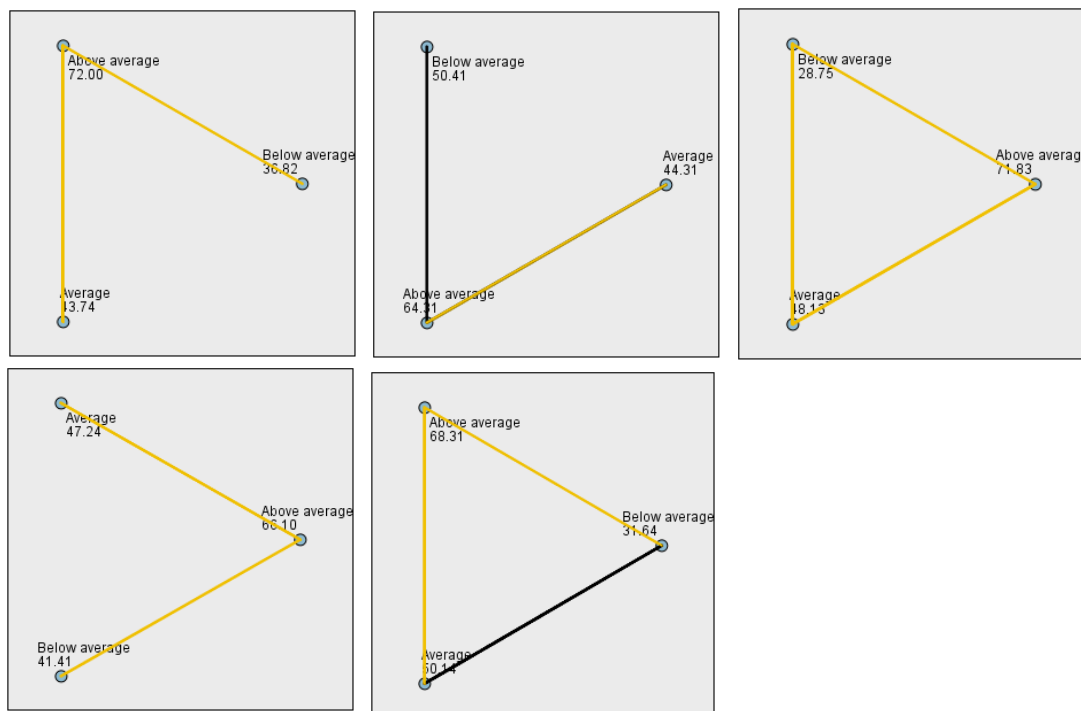 Above average
72.00
Below average
36.82
Average
43.74
Below average
50.41
Average
44.31
Above average
64.31
Below average
28.75
Above average
71.83
Average
48.13
Average
47.24
Above average
66.10
Below average
41.41
Above average
68.31
Below average
31.64
Average
50.14